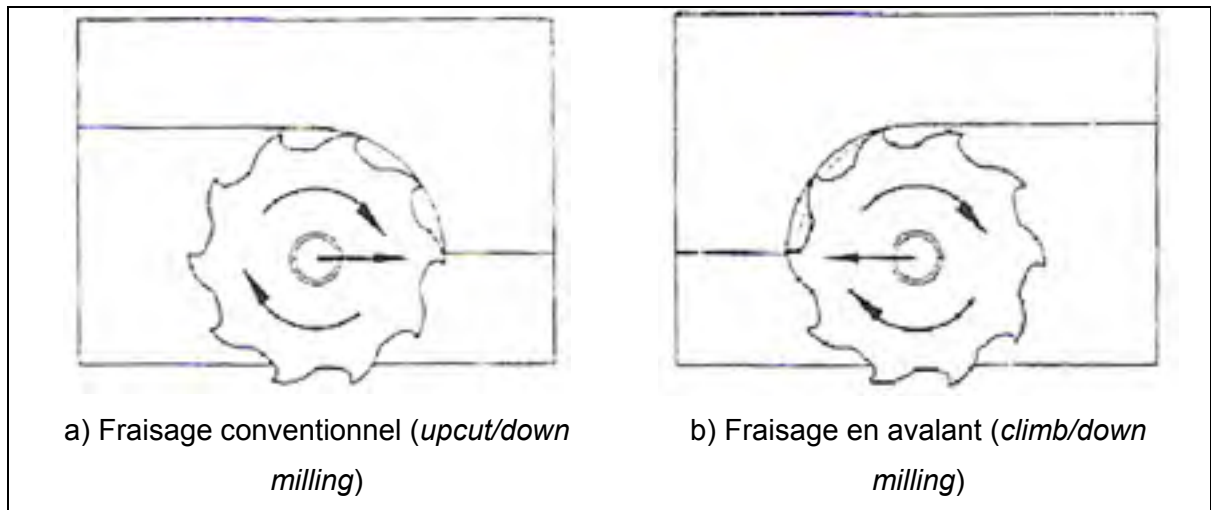 a) Fraisage conventionnel (upcut/down
milling)
b) Fraisage en avalant (climb/down
milling)